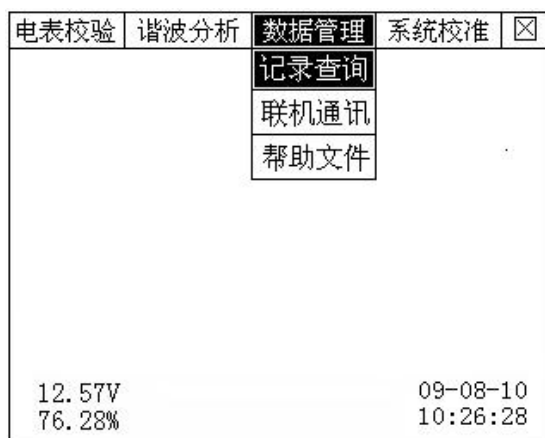 电表校验 谐波分析 数据管理 系统校准
记录查询
联机通讯
帮助文件
12.57V 09-08-10
76.28% 10:26:28